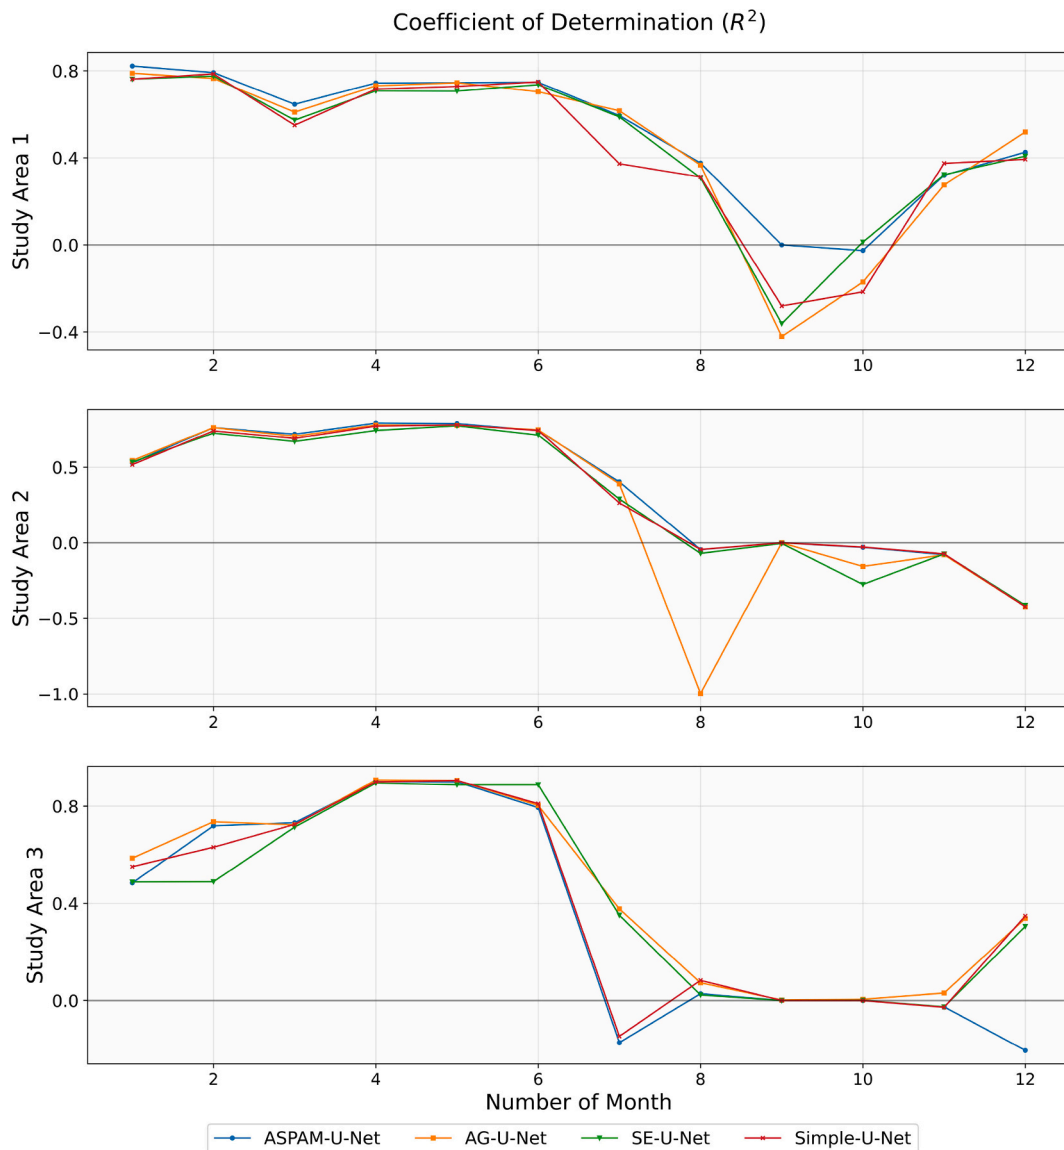 Coefficient of Determination (R²)
Study Area 1
0.8
0.4
0.0
−0.4
2 4 6 8 10 12
Study Area 2
0.5
0.0
−0.5
−1.0
2 4 6 8 10 12
Study Area 3
0.8
0.4
0.0
2 4 6 8 10 12
Number of Month
ASPAM-U-Net AG-U-Net SE-U-Net Simple-U-Net